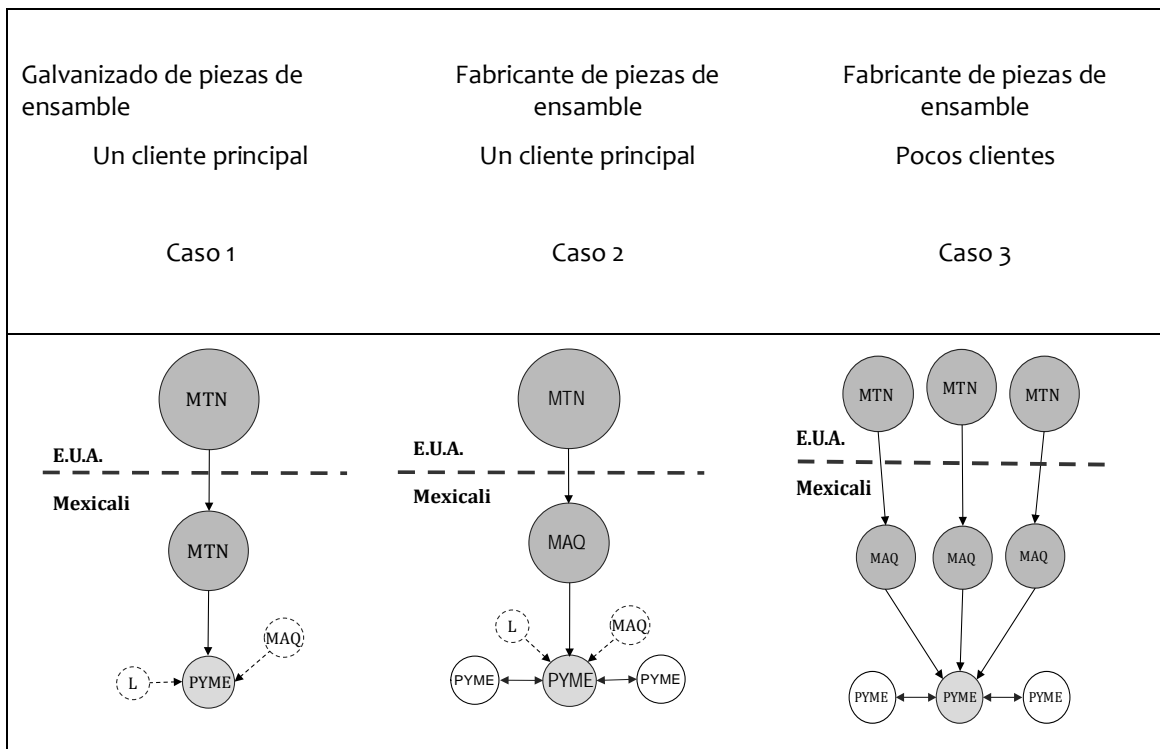 Galvanizado de piezas de
ensamble
Un cliente principal
Caso 1
Fabricante de piezas de
ensamble
Un cliente principal
Caso 2
Fabricante de piezas de
ensamble
Pocos clientes
Caso 3
MTN
E.U.A.
Mexicali
MTN
MAQ
L
PYME
MTN
E.U.A.
Mexicali
MAQ
L
MAQ
PYME
PYME
PYME
MTN
MTN
MTN
E.U.A.
Mexicali
MAQ
MAQ
MAQ
PYME
PYME
PYME